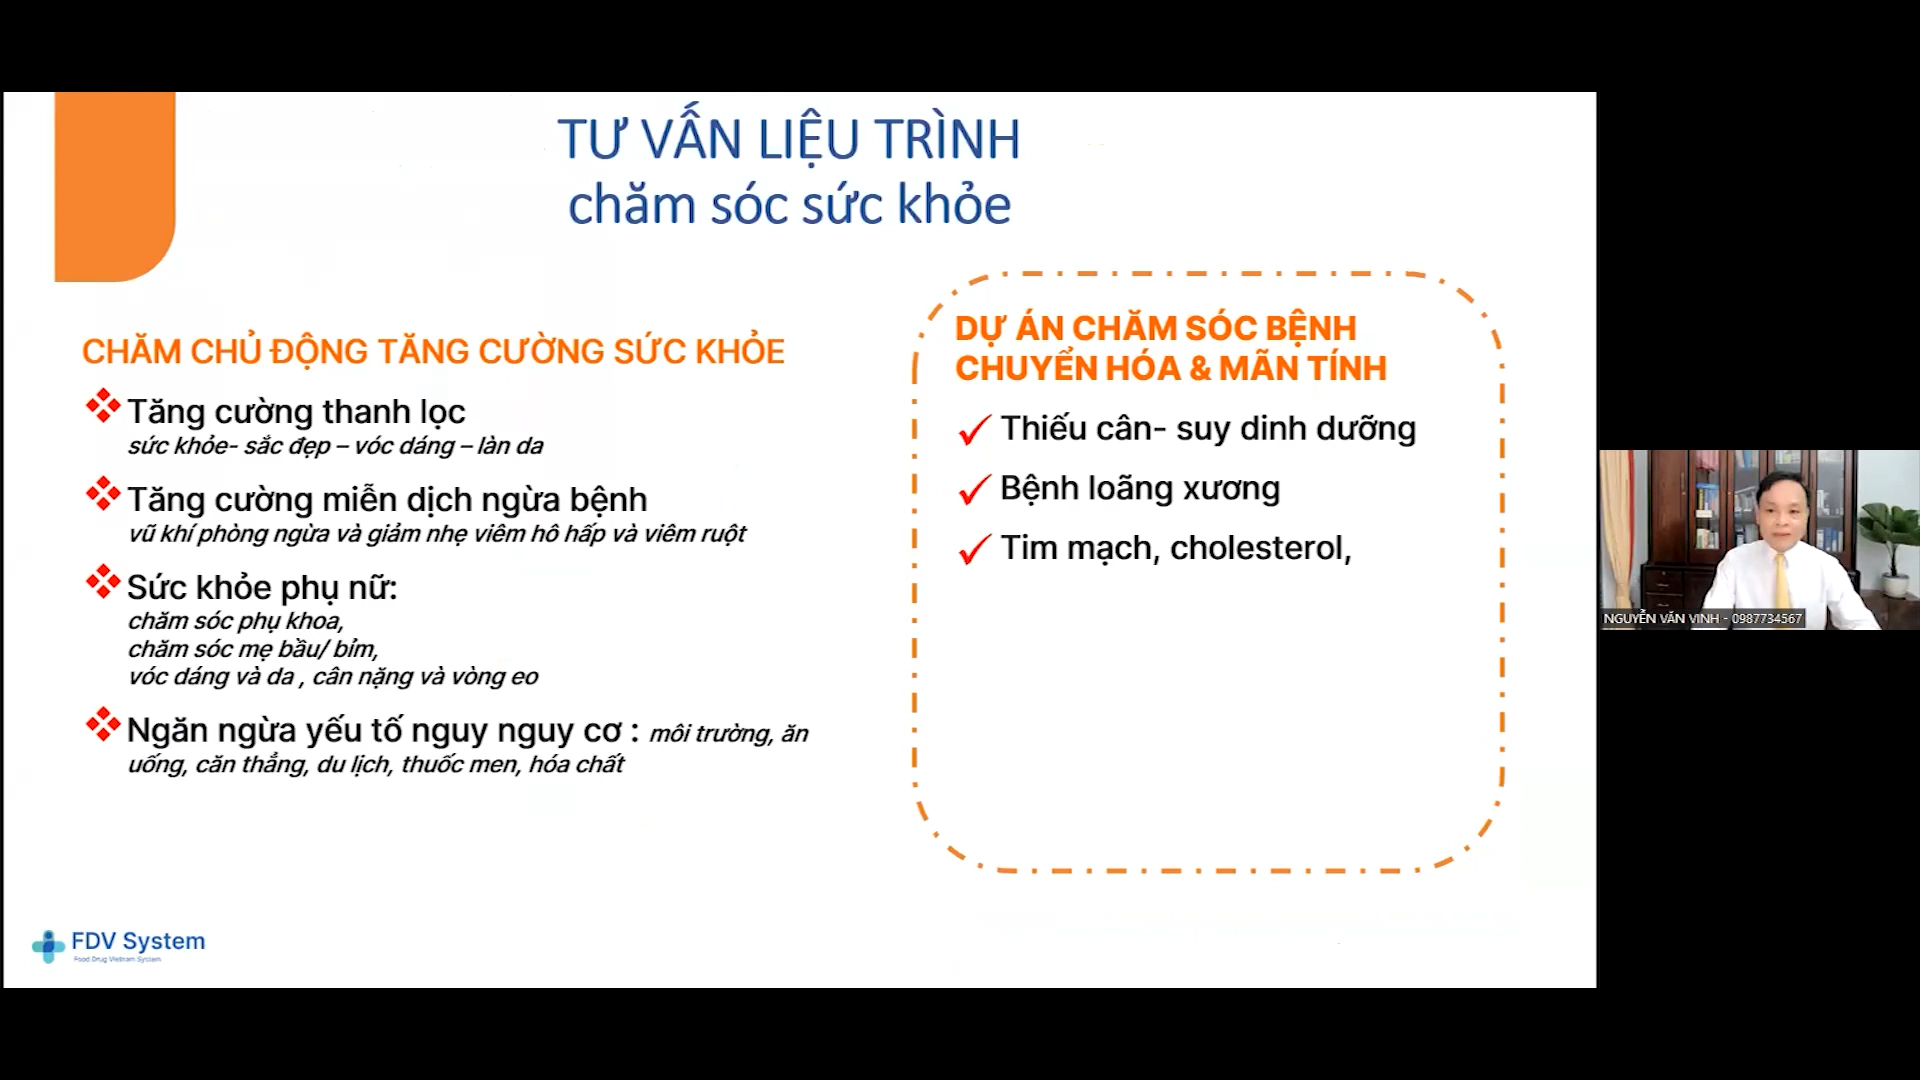 TƯ VẤN LIỆU TRÌNH
chăm sóc sức khỏe
CHĂM CHỦ ĐỘNG TĂNG CƯỜNG SỨC KHỎE
Tăng cường thanh lọc
sức khỏe- sắc đẹp – vóc dáng – làn da
Tăng cường miễn dịch ngừa bệnh
vũ khí phòng ngừa và giảm nhẹ viêm hô hấp và viêm ruột
Sức khỏe phụ nữ:
chăm sóc phụ khoa,
chăm sóc mẹ bầu/ bỉm,
vóc dáng và da , cân nặng và vòng eo
Ngăn ngừa yếu tố nguy nguy cơ : môi trường, ăn
uống, căn thẳng, du lịch, thuốc men, hóa chất
DỰ ÁN CHĂM SÓC BỆNH
CHUYỂN HÓA & MÃN TÍNH
Thiếu cân- suy dinh dưỡng
Bệnh loãng xương
Tim mạch, cholesterol,
FDV System
Food Drug Vietnam System
NGUYỄN VĂN VINH - 0987734567